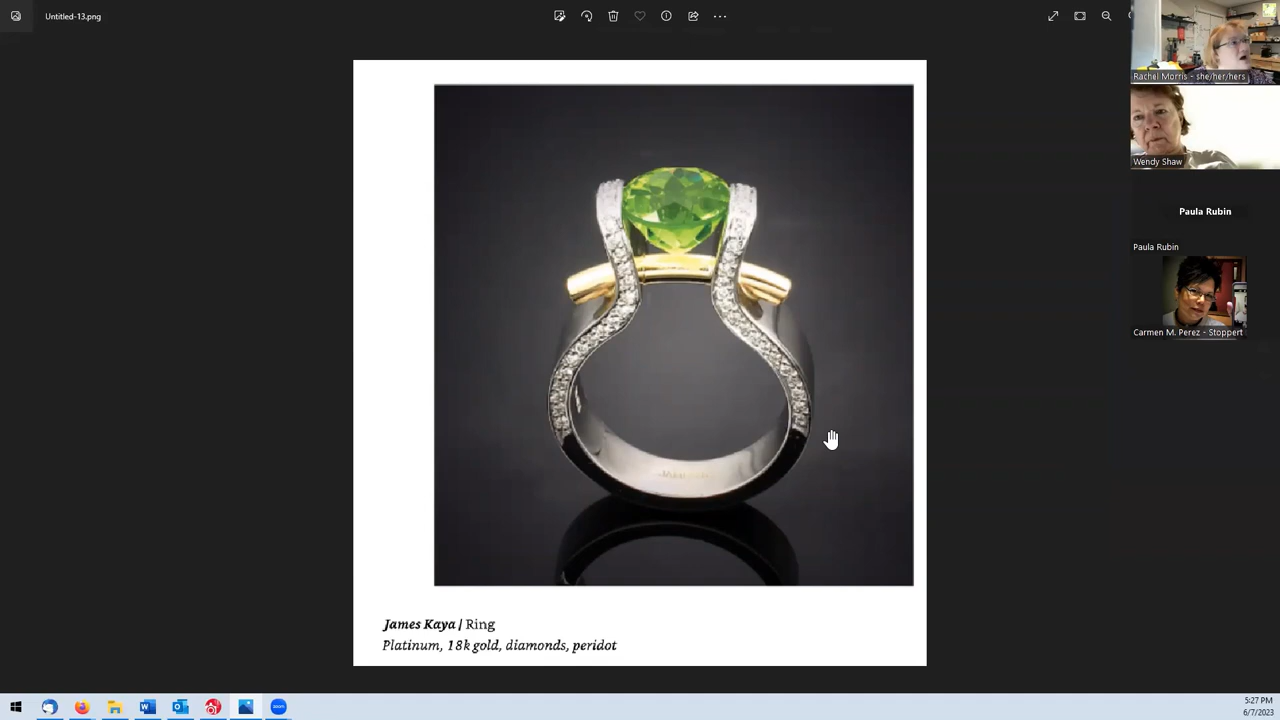 Untitled-13.png
Rachel Morris - she/her/hers
Wendy Shaw
Paula Rubin
Paula Rubin
Carmen M. Perez - Stoppert
James Kaya | Ring
Platinum, 18k gold, diamonds, peridot
zoom
5:27 PM
6/7/2023